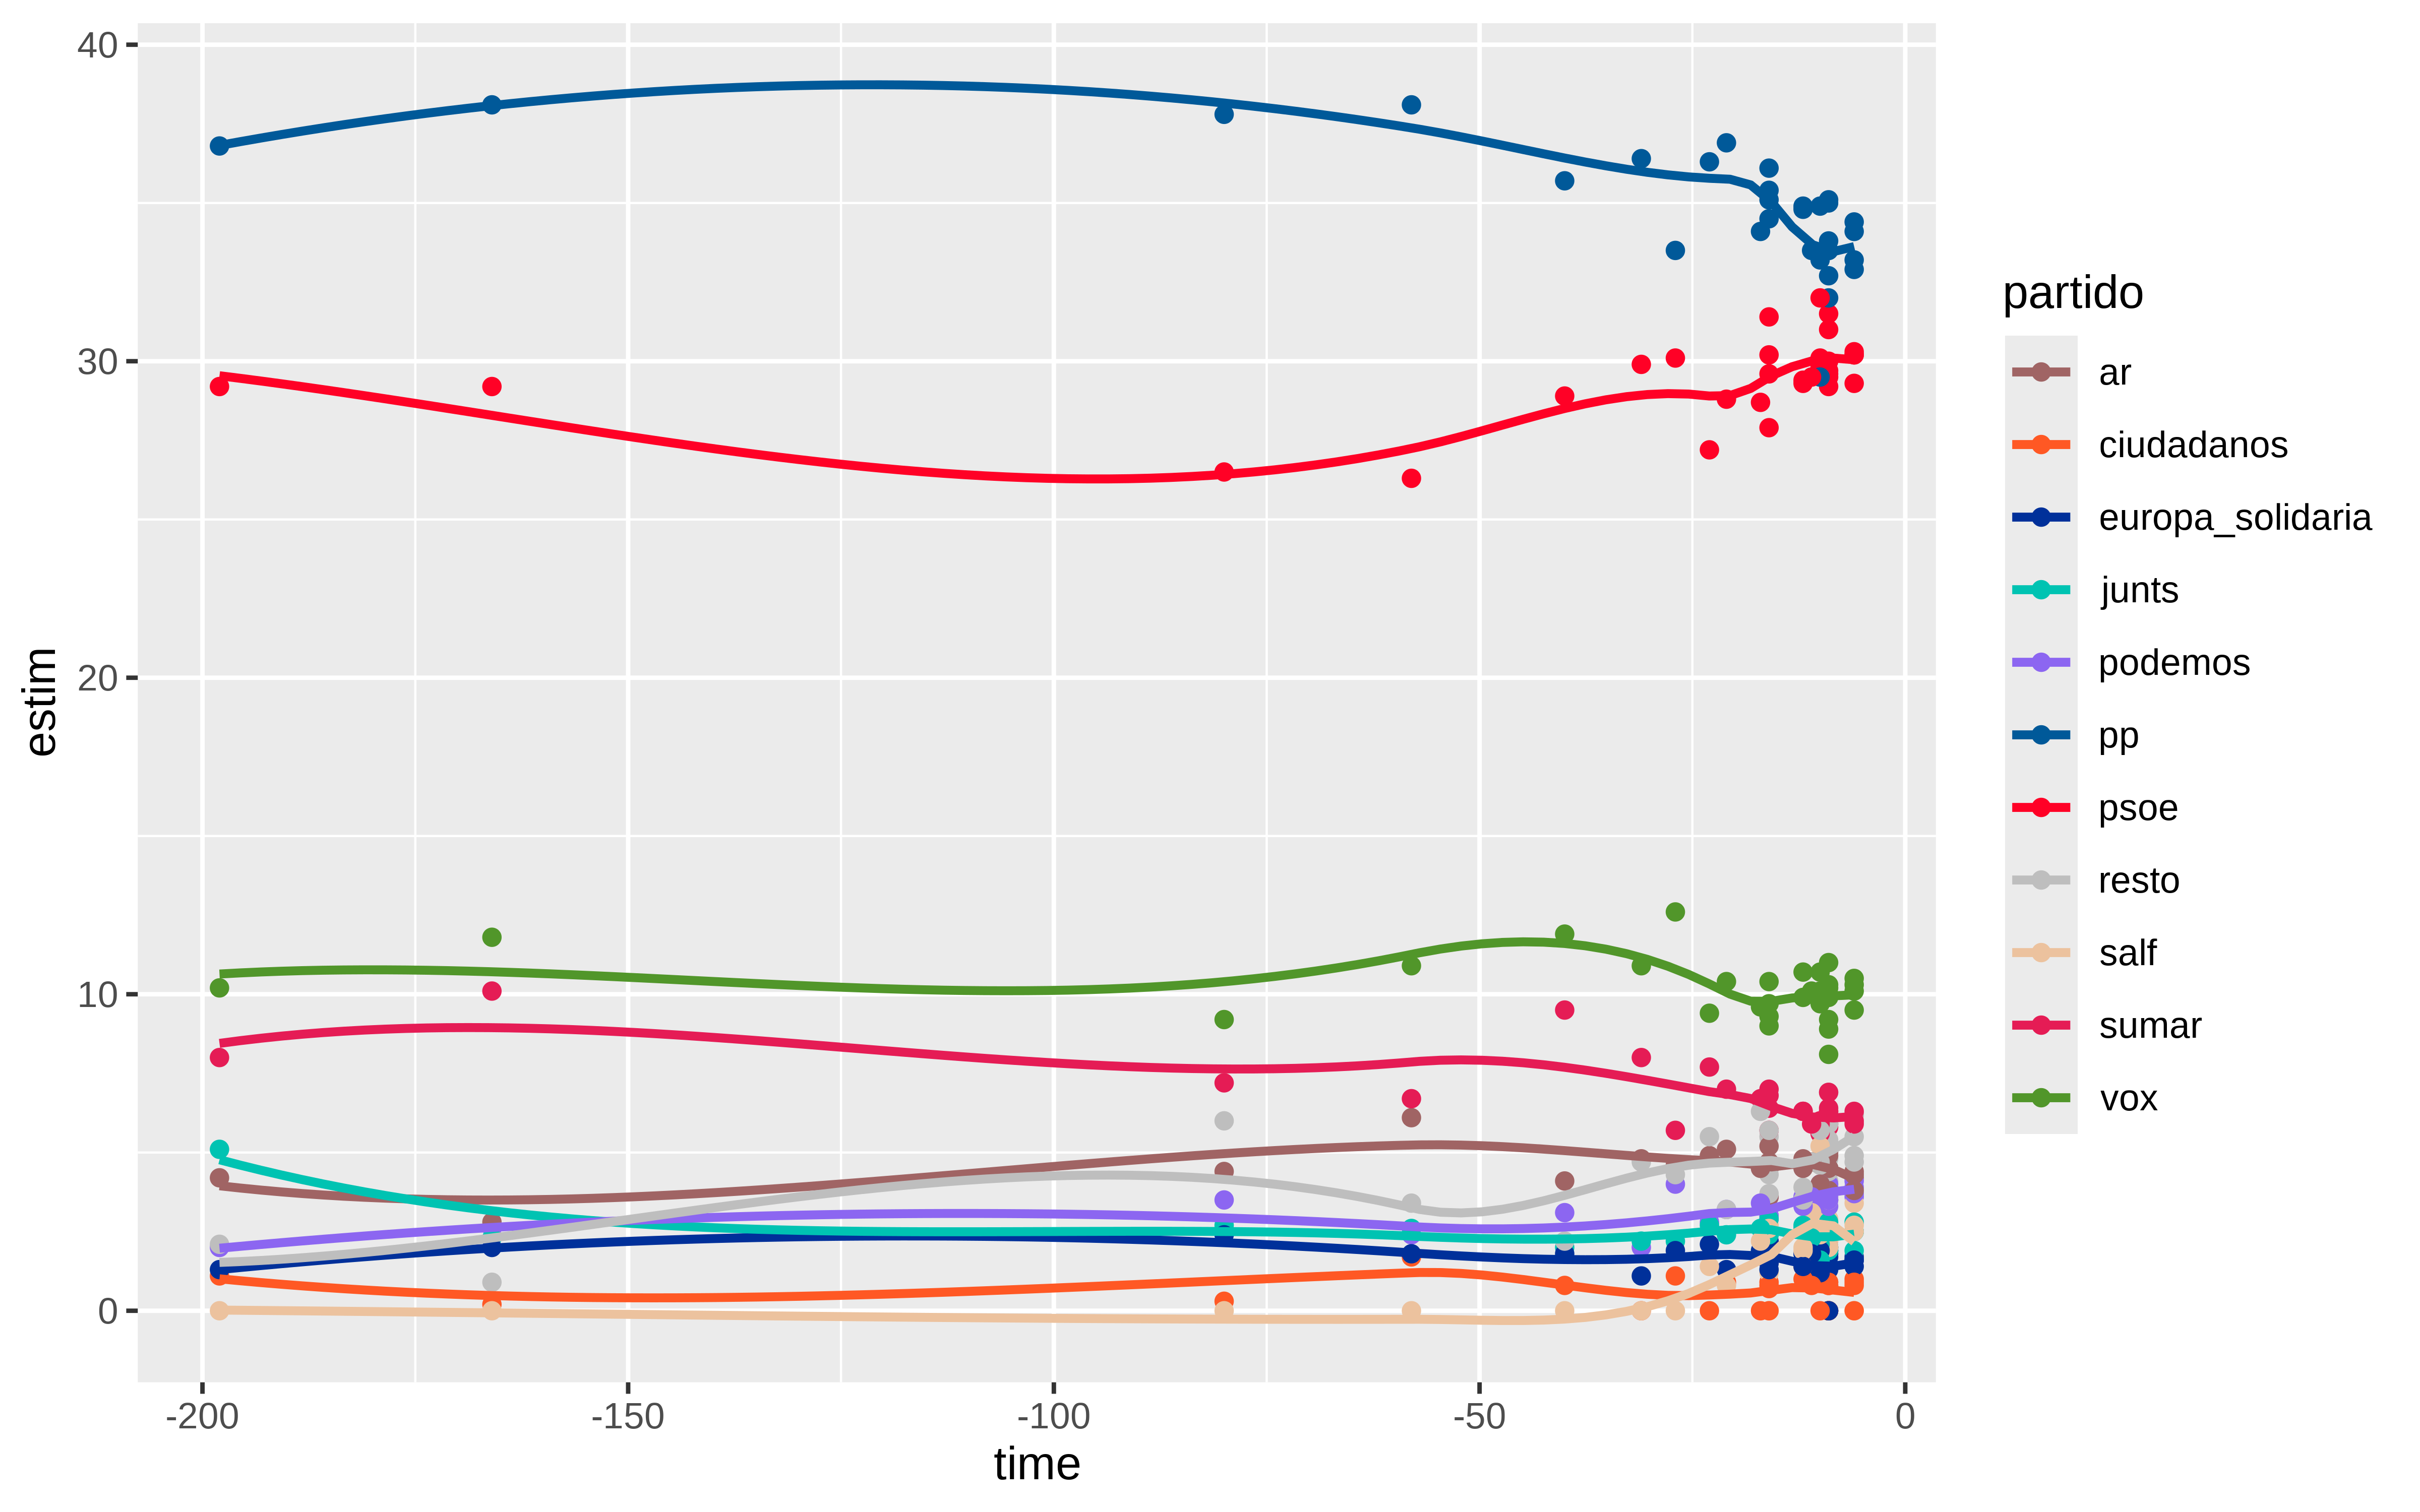 40
30
20
10
0
estim
-200
-150
-100
-50
0
time
partido
ar
ciudadanos
europa_solidaria
junts
podemos
pp
psoe
resto
salf
sumar
vox